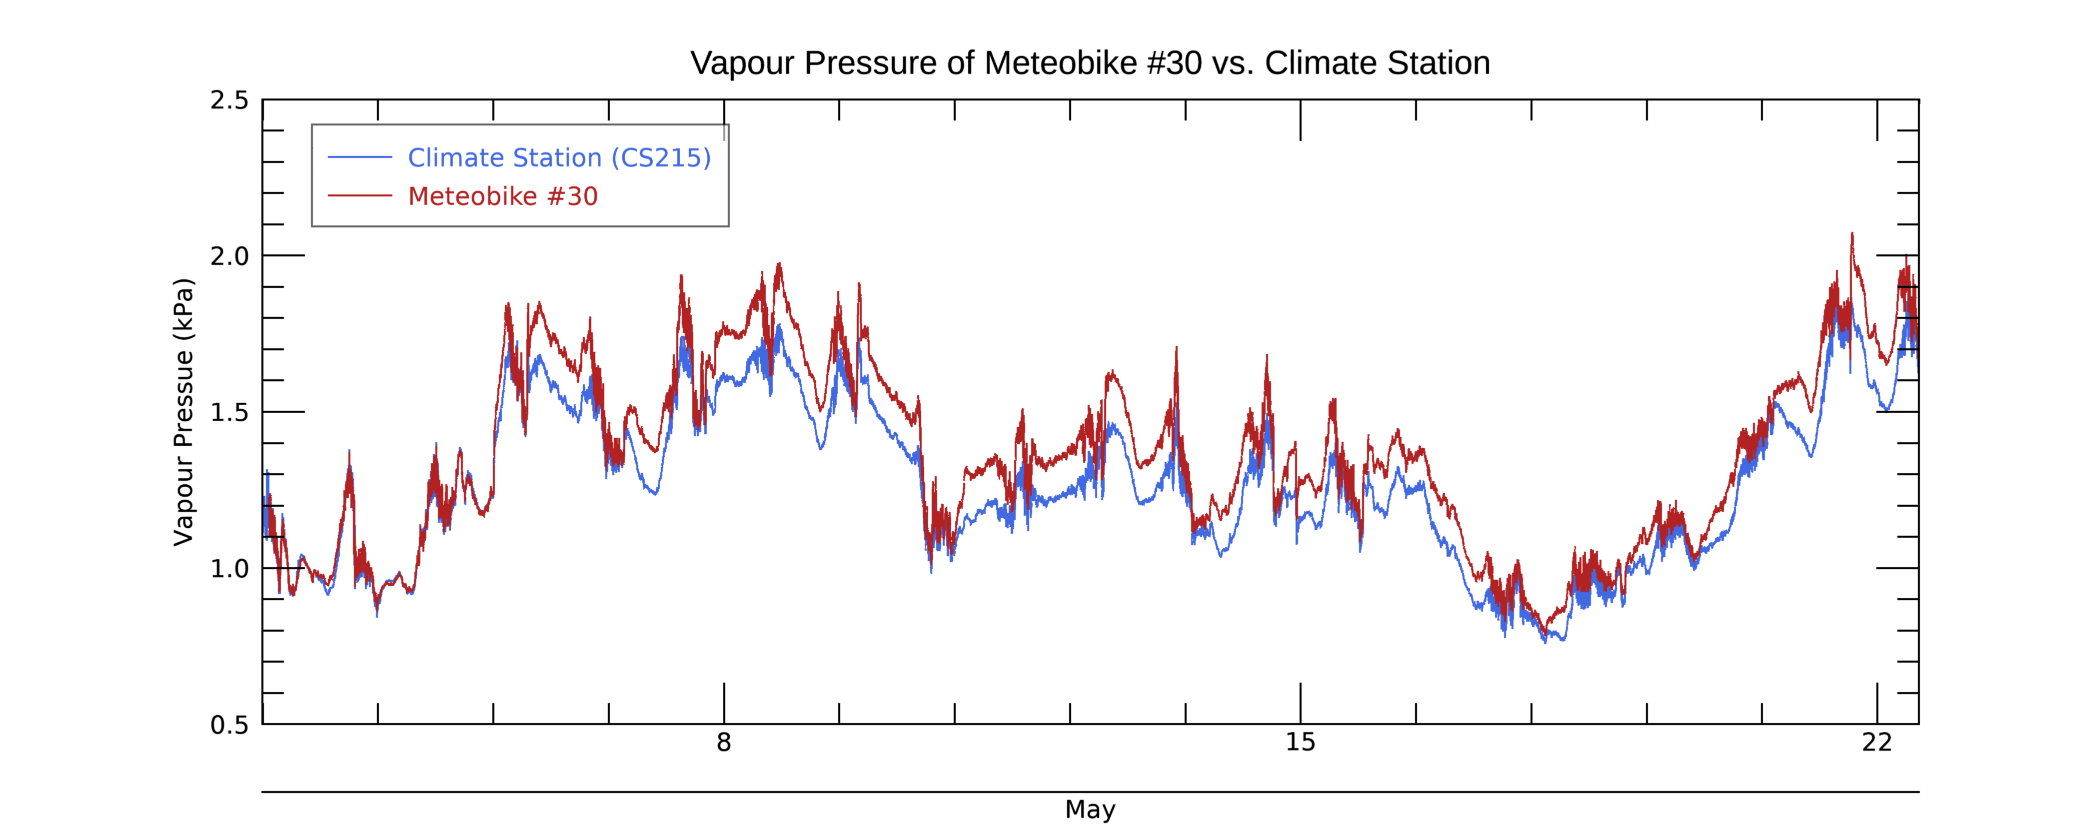 Vapour Pressure of Meteobike #30 vs. Climate Station
2.5
2.0
1.5
1.0
0.5
Vapour Pressue (kPa)
Climate Station (CS215)
Meteobike #30
8 15 22
May